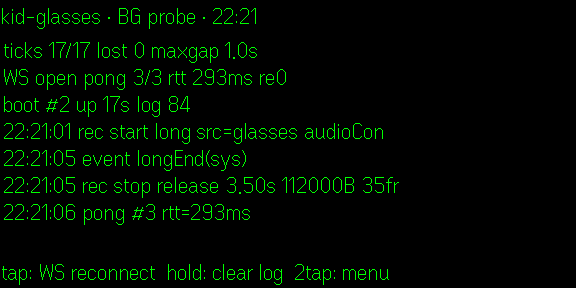 kid-glasses · BG probe · 22:21
ticks 17/17 lost 0 maxgap 1.0s
WS open pong 3/3 rtt 293ms re0
boot #2 up 17s log 84
22:21:01 rec start long src=glasses audioCon
22:21:05 event longEnd(sys)
22:21:05 rec stop release 3.50s 112000B 35fr
22:21:06 pong #3 rtt=293ms
tap: WS reconnect  hold: clear log  2tap: menu